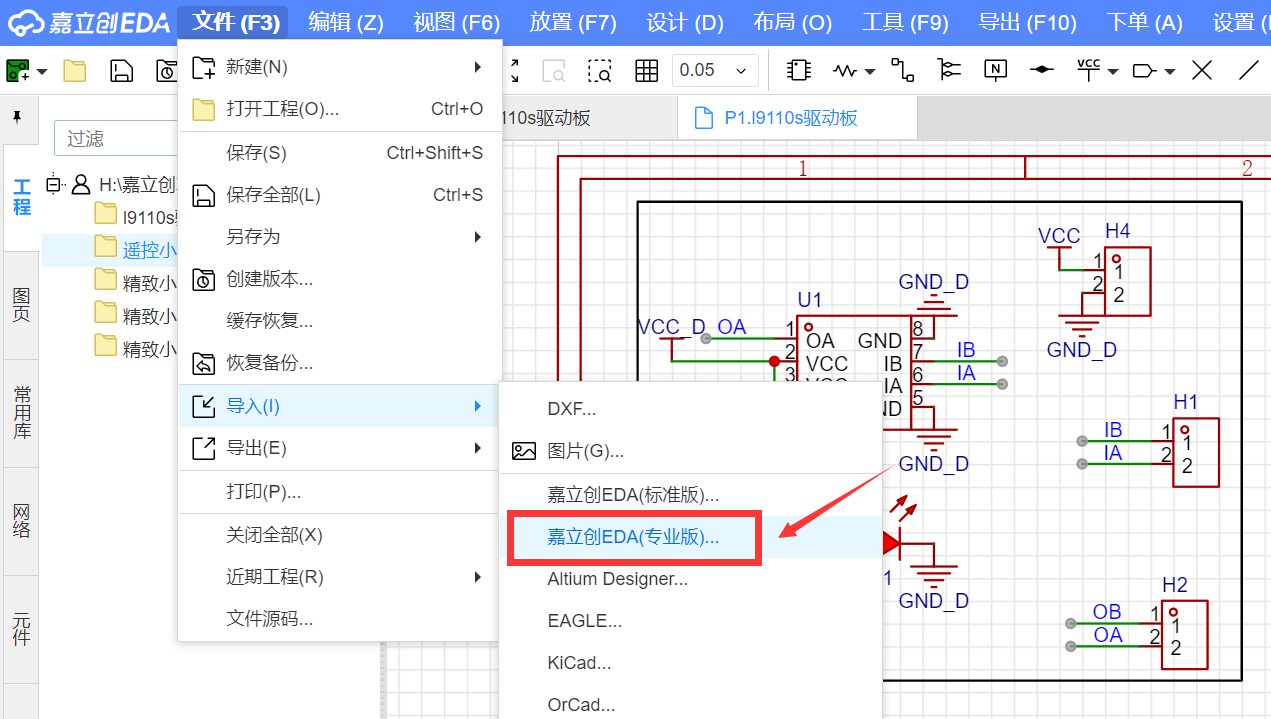 嘉立创EDA 文件 (F3) 编辑 (Z) 视图 (F6) 放置 (F7) 设计 (D) 布局 (O) 工具 (F9) 导出 (F10) 下单 (A) 设置
0.05 N VCC
110s驱动板 P1.l9110s驱动板
过滤
工程
图页
常用库
网络
元件
H:\嘉立创
l9110s
遥控小
精致小
精致小
精致小
新建(N)
打开工程(O)... Ctrl+O
保存(S) Ctrl+Shift+S
保存全部(L) Ctrl+S
另存为
创建版本...
缓存恢复...
恢复备份...
导入(I)
导出(E)
打印(P)...
关闭全部(X)
近期工程(R)
文件源码...
DXF...
图片(G)...
嘉立创EDA(标准版)...
嘉立创EDA(专业版)...
Altium Designer...
EAGLE...
KiCad...
OrCad...
1 2
VCC H4
1 1
2 2
GND_D
GND_D
U1
VCC_D OA 1 OA GND 8
2 VCC IB 7 IB
3 IA 6 IA
ND 5
GND_D
H1
IB 1 1
IA 2 2
1
GND_D
H2
OB 1 1
OA 2 2